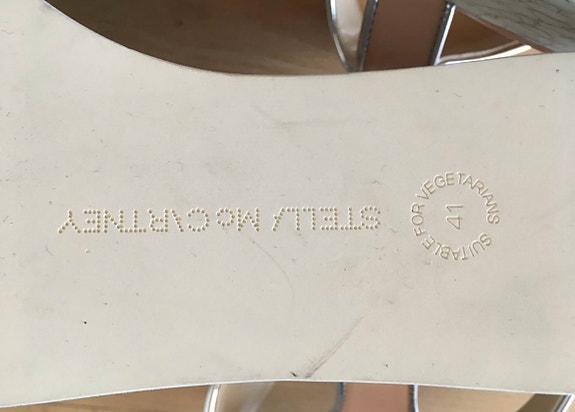 STELLA McCARTNEY
SUITABLE FOR VEGETARIANS
41